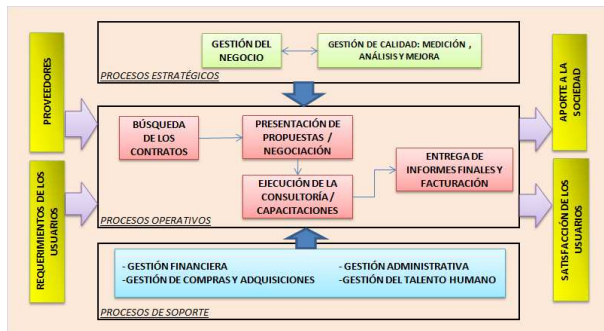 PROVEEDORES
REQUERIMIENTOS DE LOS
USUARIOS
GESTIÓN DEL
NEGOCIO
GESTIÓN DE CALIDAD: MEDICIÓN ,
ANÁLISIS Y MEJORA
PROCESOS ESTRATÉGICOS
BÚSQUEDA
DE LOS
CONTRATOS
PRESENTACIÓN DE
PROPUESTAS /
NEGOCIACIÓN
EJECUCIÓN DE LA
CONSULTORÍA /
CAPACITACIONES
ENTREGA DE
INFORMES FINALES Y
FACTURACIÓN
PROCESOS OPERATIVOS
- GESTIÓN FINANCIERA
-GESTIÓN DE COMPRAS Y ADQUISICIONES
- GESTIÓN ADMINISTRATIVA
-GESTIÓN DEL TALENTO HUMANO
PROCESOS DE SOPORTE
APORTE A LA
SOCIEDAD
SATISFACCIÓN DE LOS
USUARIOS